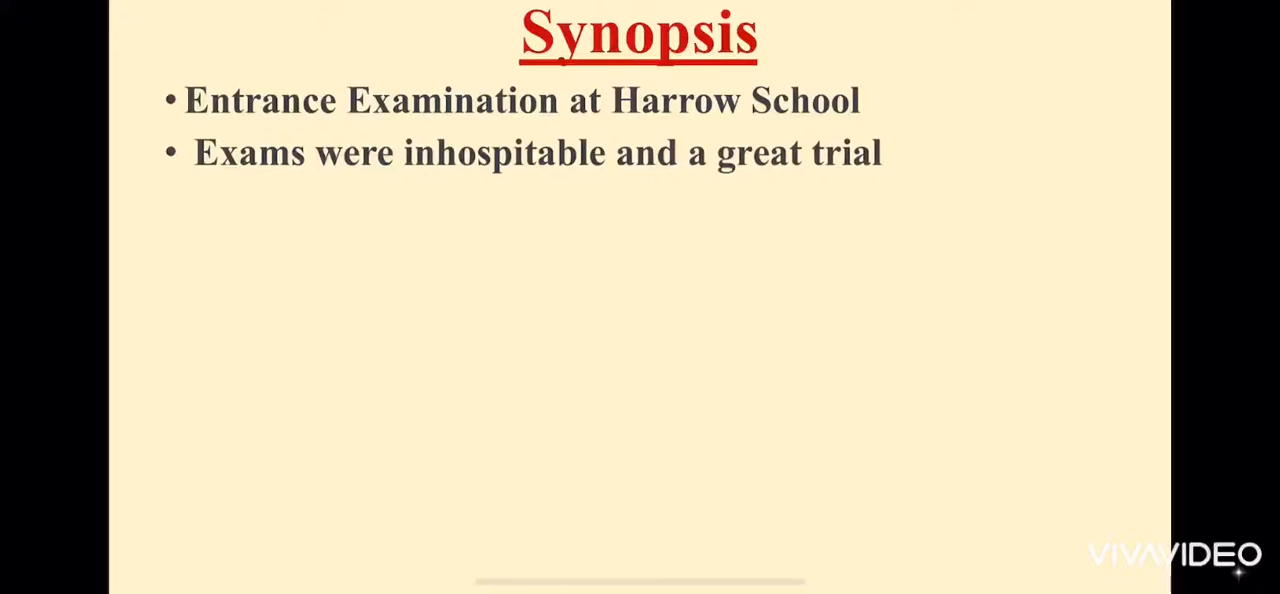 Synopsis
• Entrance Examination at Harrow School
• Exams were inhospitable and a great trial
VIVAVIDEO